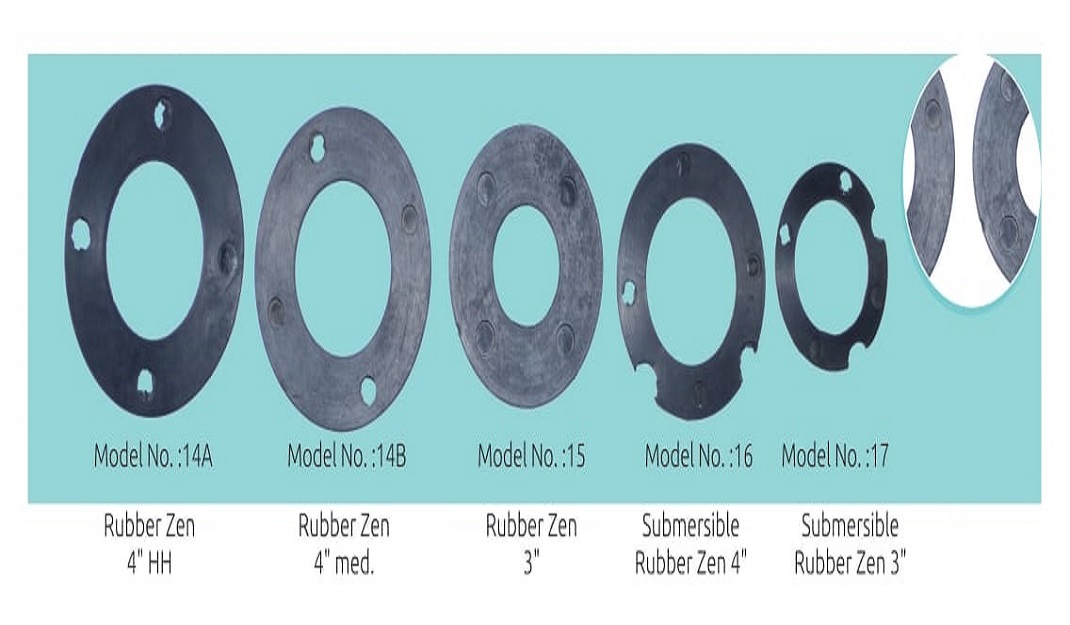 Model No. :14A
Model No. :14B
Model No. :15
Model No. :16
Model No. :17
Rubber Zen
4" HH
Rubber Zen
4" med.
Rubber Zen
3"
Submersible
Rubber Zen 4"
Submersible
Rubber Zen 3"